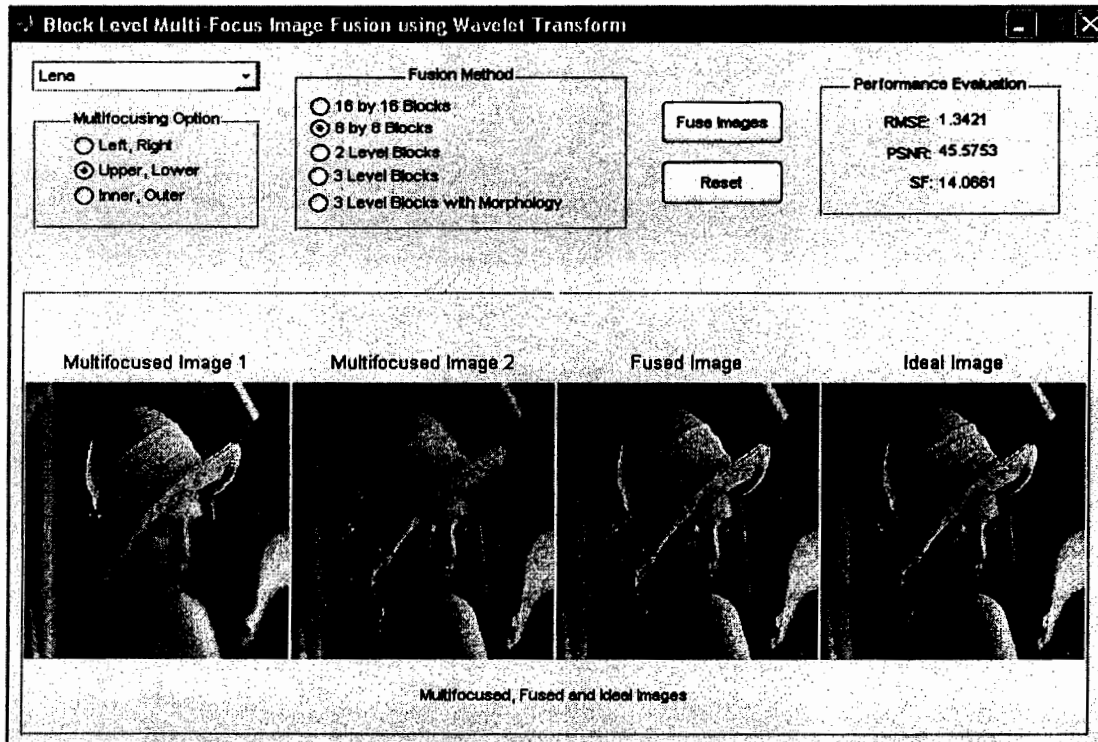 Block Level Multi-Focus Image Fusion using Wavelet Transform
Lena
Multifocusing Option
Left, Right
Upper, Lower
Inner, Outer
Fusion Method
16 by 16 Blocks
8 by 8 Blocks
2 Level Blocks
3 Level Blocks
3 Level Blocks with Morphology
Fuse Images
Reset
Performance Evaluation
RMSE: 1.3421
PSNR: 45.5753
SF: 14.0661
Multifocused Image 1
Multifocused Image 2
Fused Image
Ideal Image
Multifocused, Fused and Ideal Images